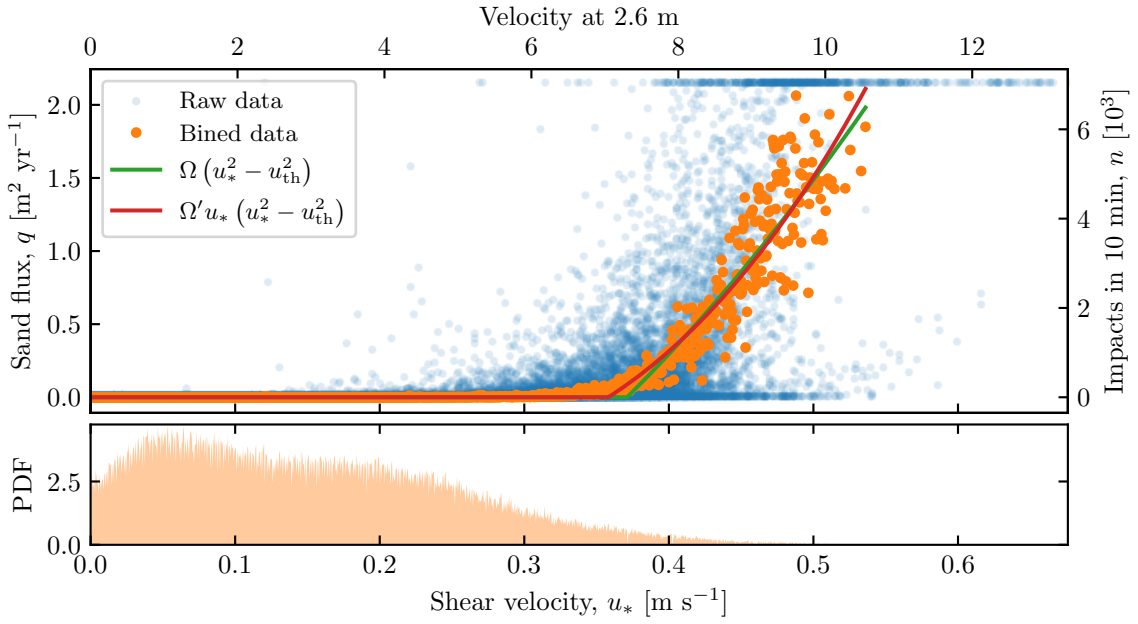 Velocity at 2.6 m
0 2 4 6 8 10 12
Sand flux, q [m² yr⁻¹]
2.0
1.5
1.0
0.5
0.0
Raw data
Bined data
Ω (u²∗ − u²th)
Ω′u∗ (u²∗ − u²th)
6
4
2
0
Impacts in 10 min, n [10³]
PDF
2.5
0.0
0.0 0.1 0.2 0.3 0.4 0.5 0.6
Shear velocity, u∗ [m s⁻¹]